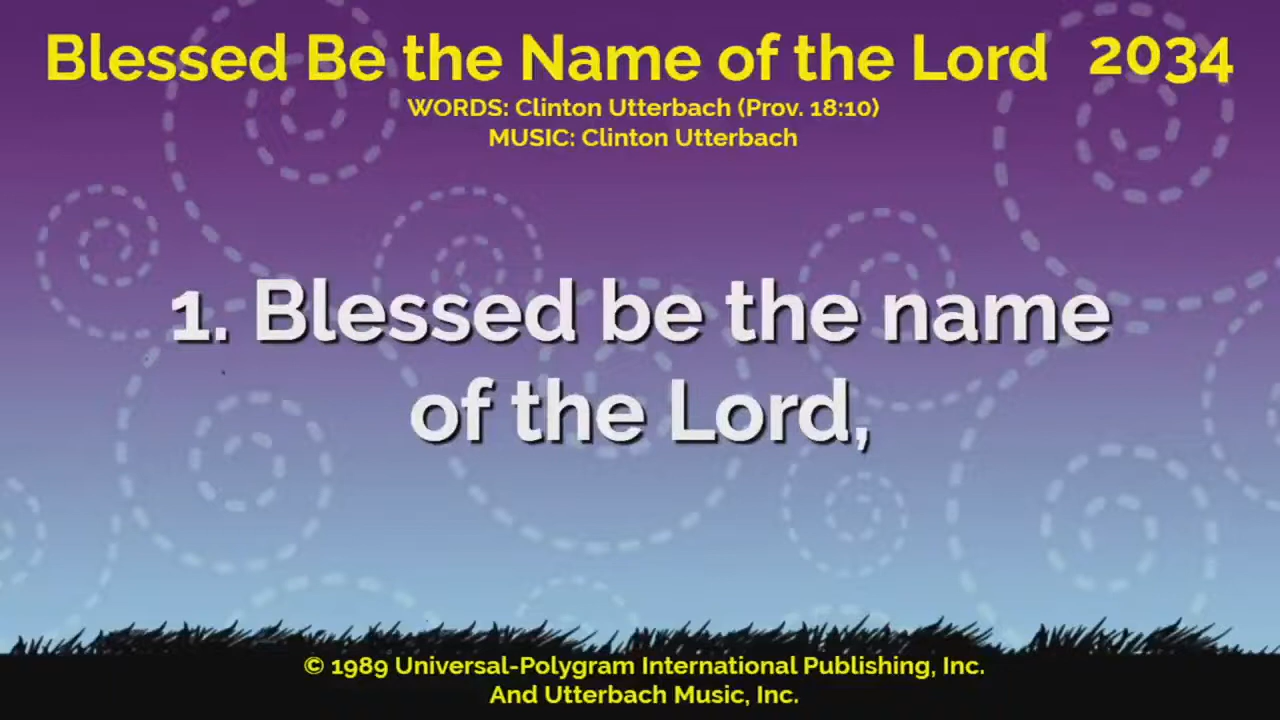 Blessed Be the Name of the Lord 2034
WORDS: Clinton Utterbach (Prov. 18:10)
MUSIC: Clinton Utterbach
1. Blessed be the name
of the Lord,
© 1989 Universal-Polygram International Publishing, Inc.
And Utterbach Music, Inc.